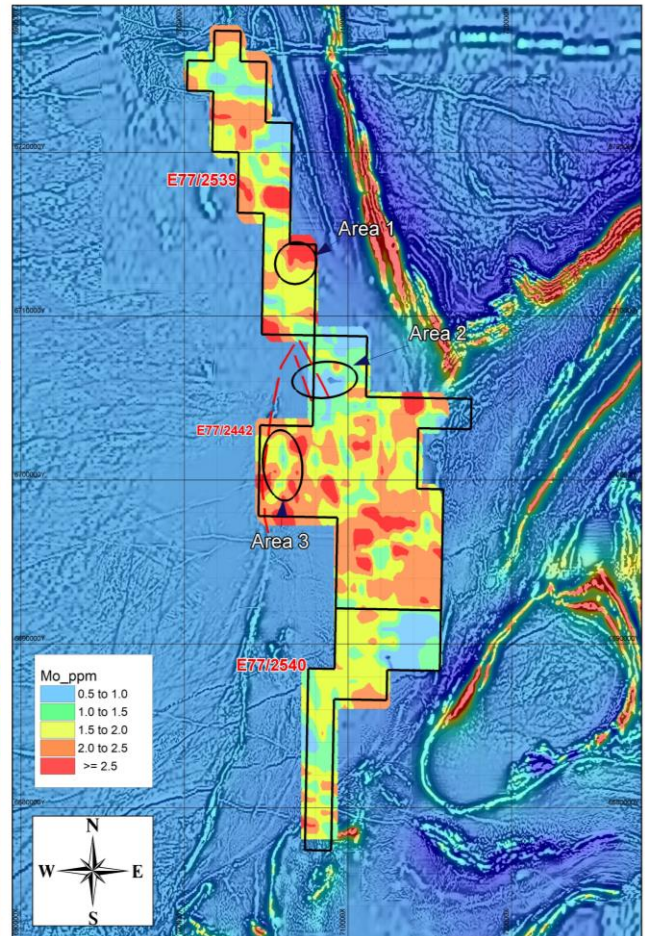 E77/2539
Area 1
6710000Y
Area 2
E77/2442
Area 3
E77/2540
Mo_ppm
0.5 to 1.0
1.0 to 1.5
1.5 to 2.0
2.0 to 2.5
>= 2.5
N
W E
S